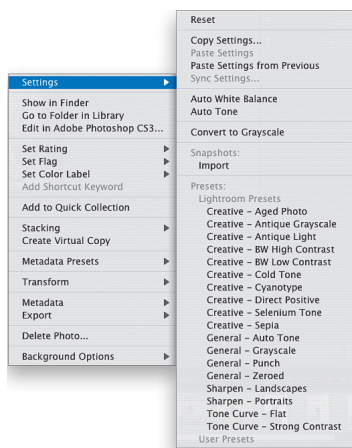 Settings
Show in Finder
Go to Folder in Library
Edit in Adobe Photoshop CS3...
Set Rating
Set Flag
Set Color Label
Add Shortcut Keyword
Add to Quick Collection
Stacking
Create Virtual Copy
Metadata Presets
Transform
Metadata
Export
Delete Photo...
Background Options
Reset
Copy Settings...
Paste Settings
Paste Settings from Previous
Sync Settings...
Auto White Balance
Auto Tone
Convert to Grayscale
Snapshots:
Import
Presets:
Lightroom Presets
Creative – Aged Photo
Creative – Antique Grayscale
Creative – Antique Light
Creative – BW High Contrast
Creative – BW Low Contrast
Creative – Cold Tone
Creative – Cyanotype
Creative – Direct Positive
Creative – Selenium Tone
Creative – Sepia
General – Auto Tone
General – Grayscale
General – Punch
General – Zeroed
Sharpen – Landscapes
Sharpen – Portraits
Tone Curve – Flat
Tone Curve – Strong Contrast
User Presets